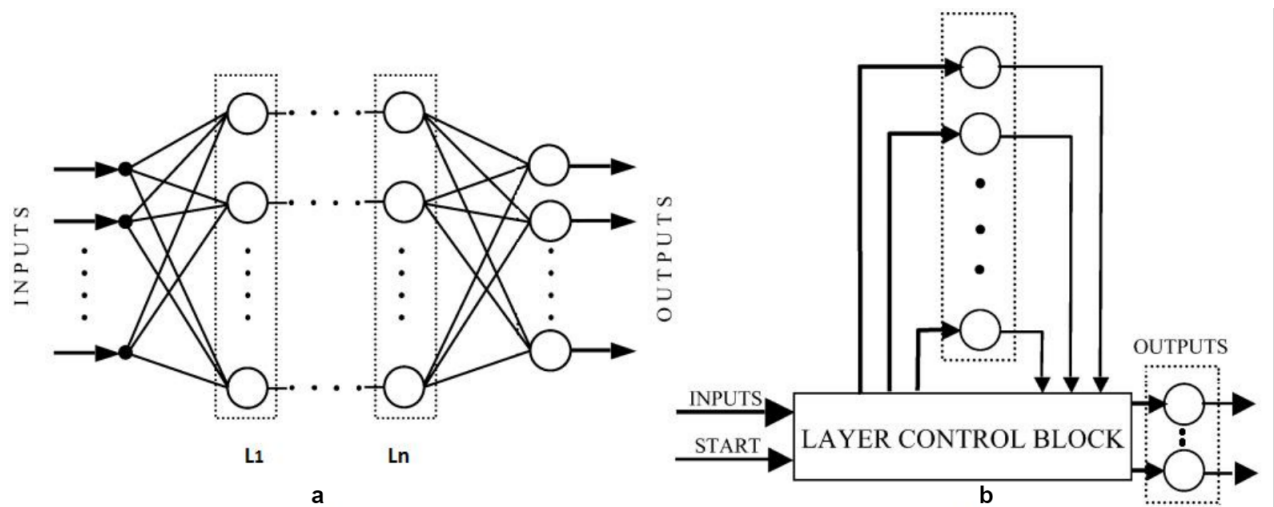 INPUTS
L1
Ln
OUTPUTS
a
INPUTS
START
LAYER CONTROL BLOCK
OUTPUTS
b